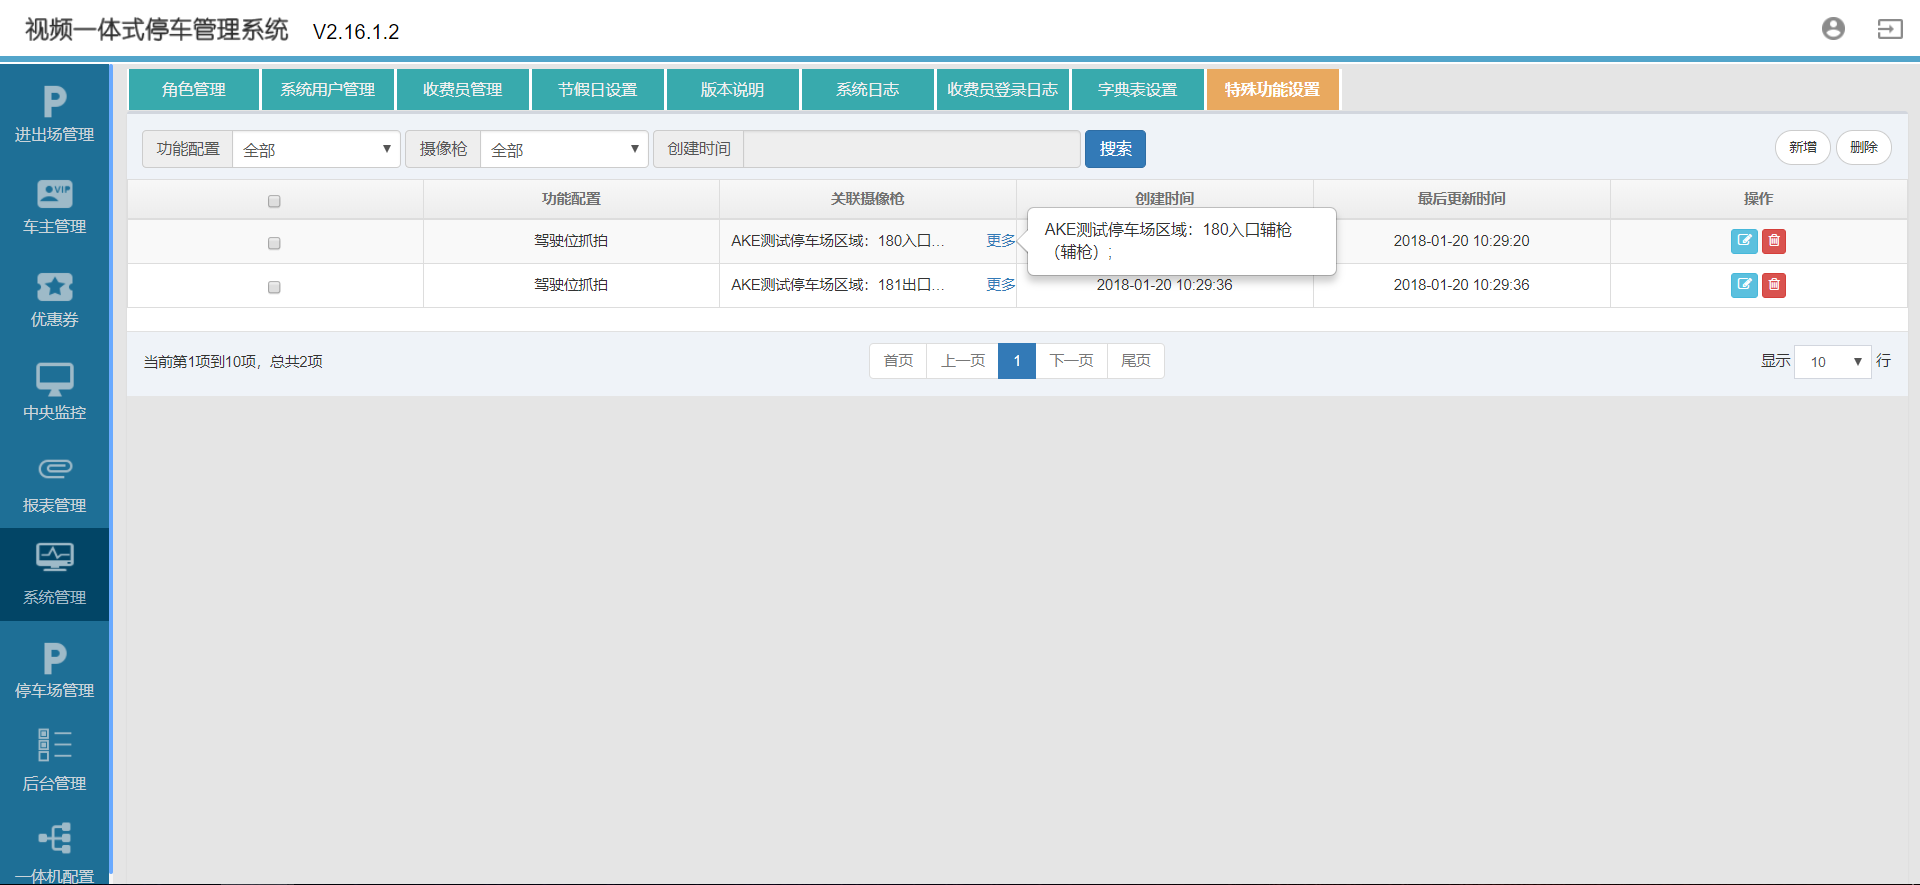 视频一体式停车管理系统 V2.16.1.2
角色管理 系统用户管理 收费员管理 节假日设置 版本说明 系统日志 收费员登录日志 字典表设置 特殊功能设置
进出场管理
车主管理
优惠券
中央监控
报表管理
系统管理
停车场管理
后台管理
一体机配置
功能配置 全部 摄像枪 全部 创建时间 搜索 新增 删除
功能配置 关联摄像枪 创建时间 最后更新时间 操作
驾驶位抓拍 AKE测试停车场区域：180入口... 更多 2018-01-20 10:29:20
AKE测试停车场区域：180入口辅枪
（辅枪）;
驾驶位抓拍 AKE测试停车场区域：181出口... 更多 2018-01-20 10:29:36 2018-01-20 10:29:36
当前第1项到10项，总共2项 首页 上一页 1 下一页 尾页 显示 10 行